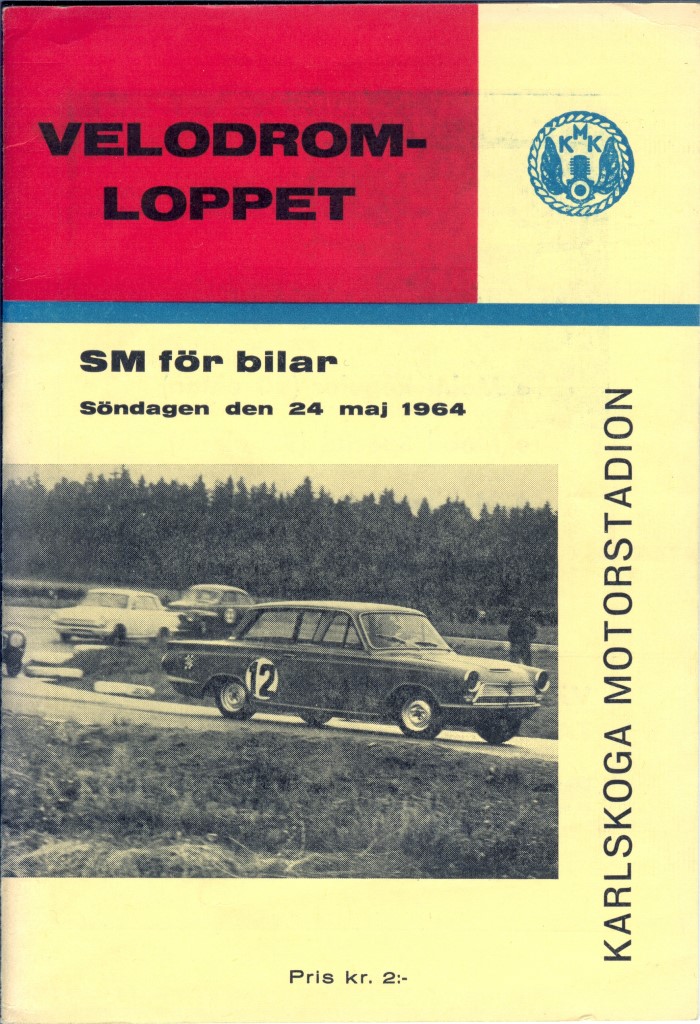 VELODROM-
LOPPET
KMK
SM för bilar
Söndagen den 24 maj 1964
KARLSKOGA MOTORSTADION
12
Pris kr. 2:-